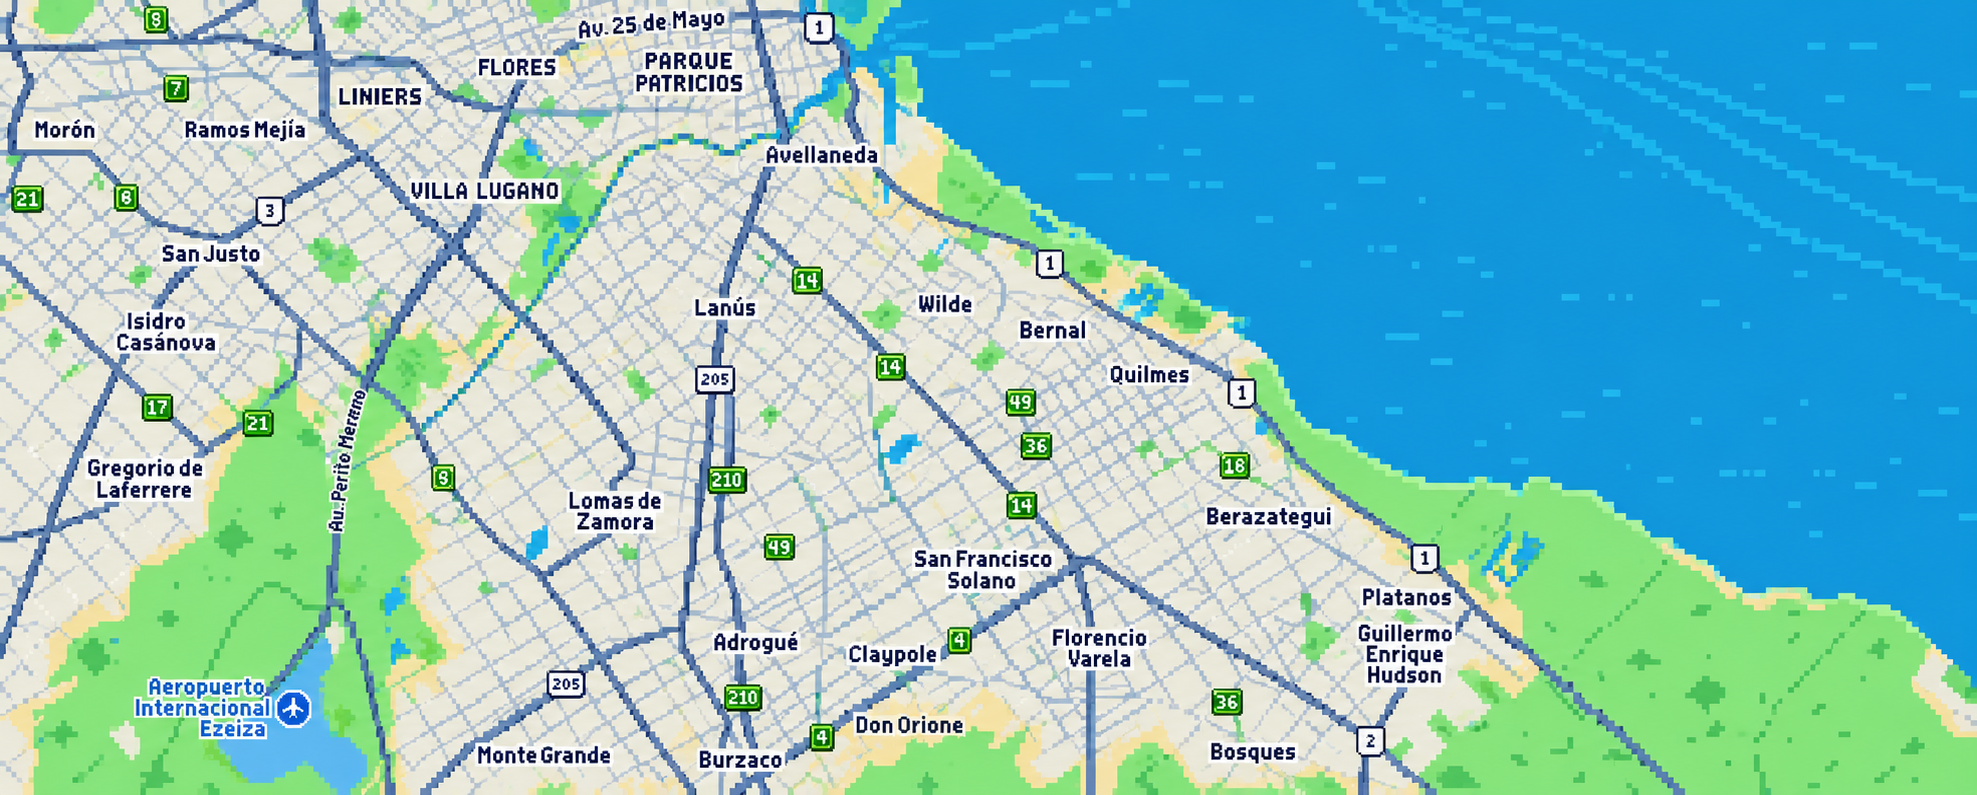 8
Av. 25 de Mayo
1
FLORES
PARQUE
PATRICIOS
7
LINIERS
Morón
Ramos Mejía
Avellaneda
21
8
3
VILLA LUGANO
San Justo
1
14
Lanús
Wilde
Isidro
Casánova
Bernal
14
Quilmes
205
1
17
21
49
Av. Perito Mereno
36
Gregorio de
Laferrere
9
210
18
Lomas de
Zamora
14
Berazategui
49
San Francisco
Solano
1
Platanos
Adrogué
Claypole
4
Florencio
Varela
Guillermo
Enrique
Hudson
205
210
36
Aeropuerto
Internacional
Ezeiza
4
Don Orione
2
Monte Grande
Burzaco
Bosques